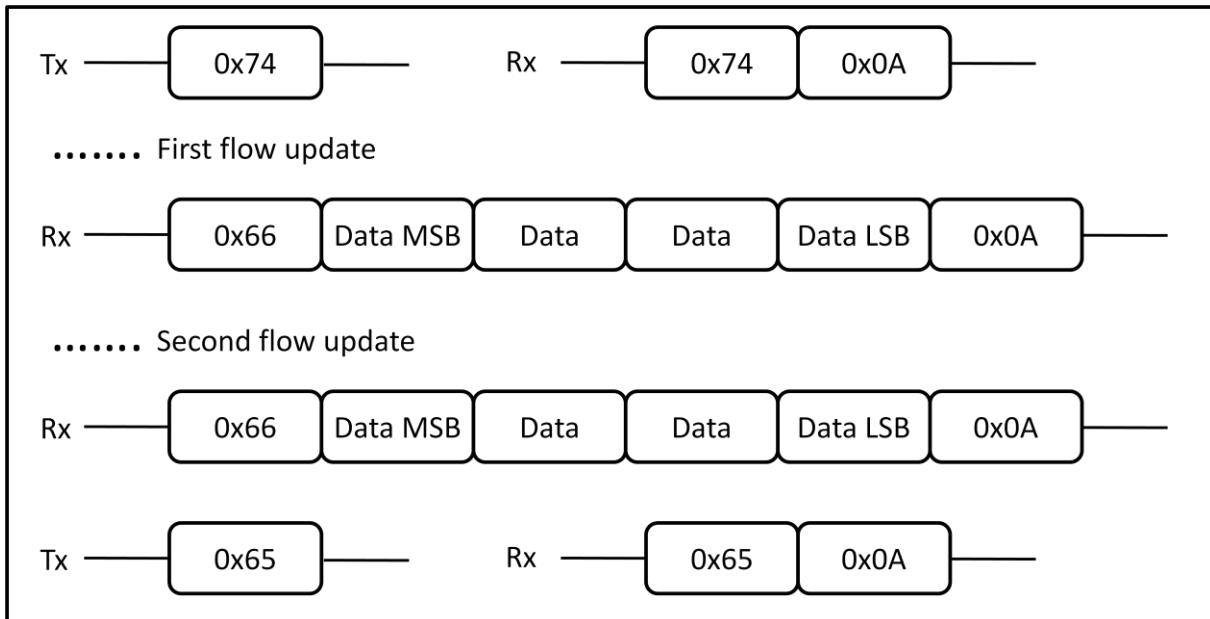 Tx 0x74 Rx 0x74 0x0A
....... First flow update
Rx 0x66 Data MSB Data Data Data LSB 0x0A
....... Second flow update
Rx 0x66 Data MSB Data Data Data LSB 0x0A
Tx 0x65 Rx 0x65 0x0A